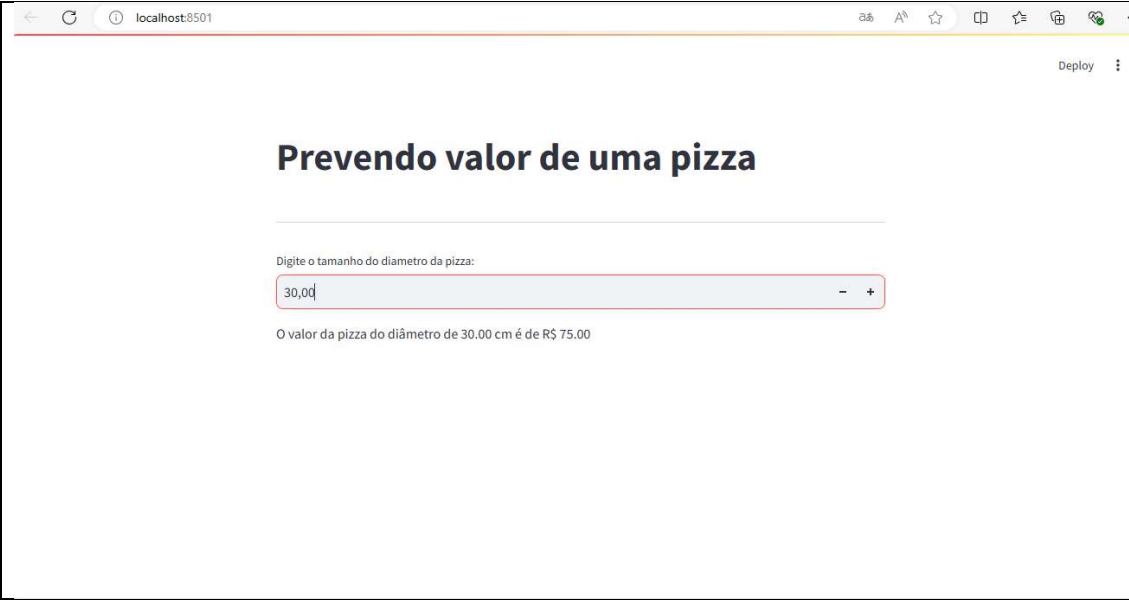 localhost:8501
Deploy
Prevendo valor de uma pizza
Digite o tamanho do diametro da pizza:
30,00
O valor da pizza do diâmetro de 30.00 cm é de R$ 75.00